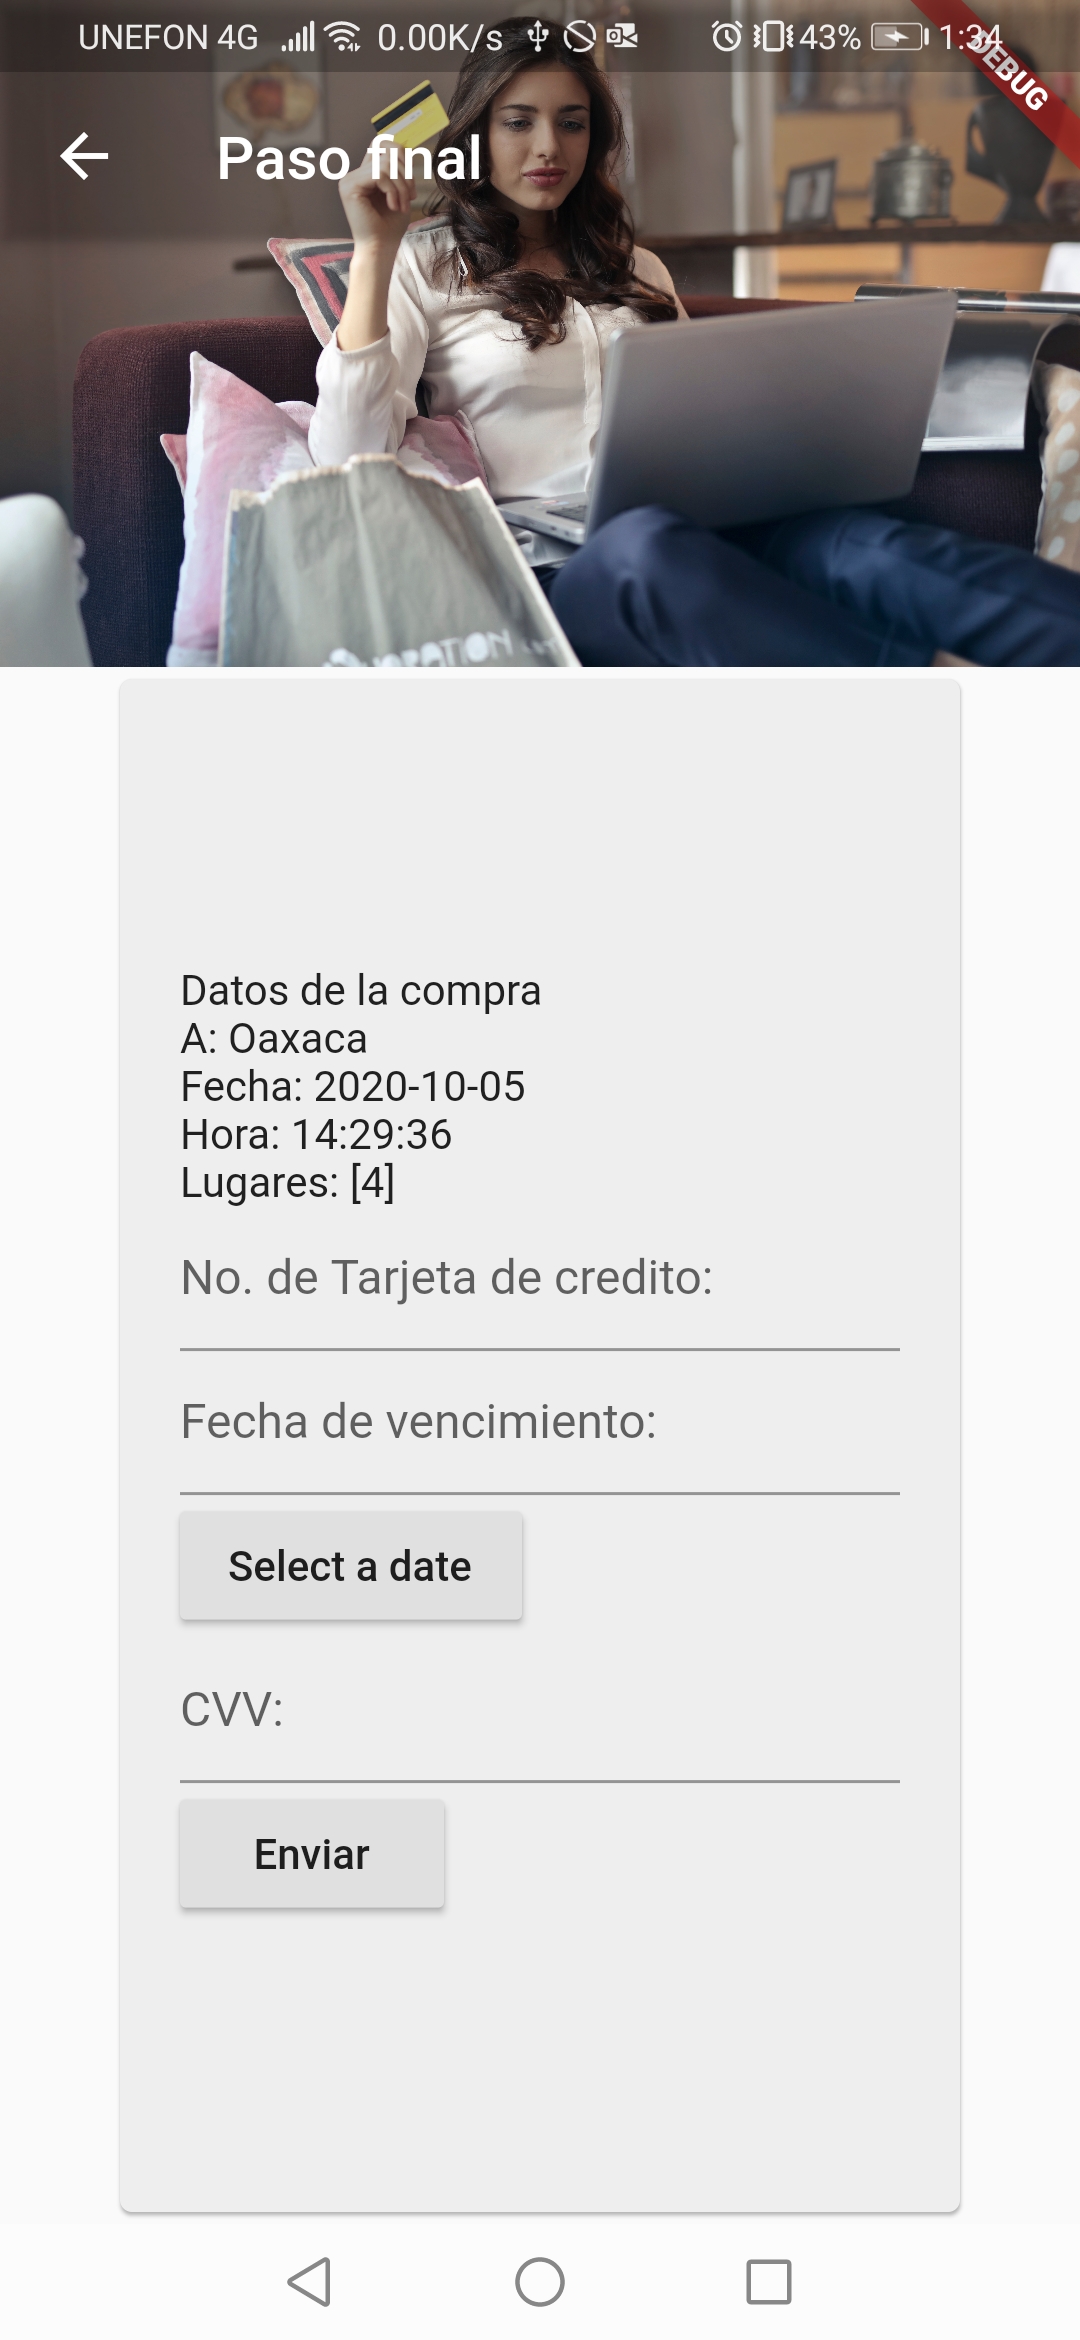 UNEFON 4G 0.00K/s 43% 1:34
DEBUG
Paso final
Datos de la compra
A: Oaxaca
Fecha: 2020-10-05
Hora: 14:29:36
Lugares: [4]
No. de Tarjeta de credito:
Fecha de vencimiento:
Select a date
CVV:
Enviar